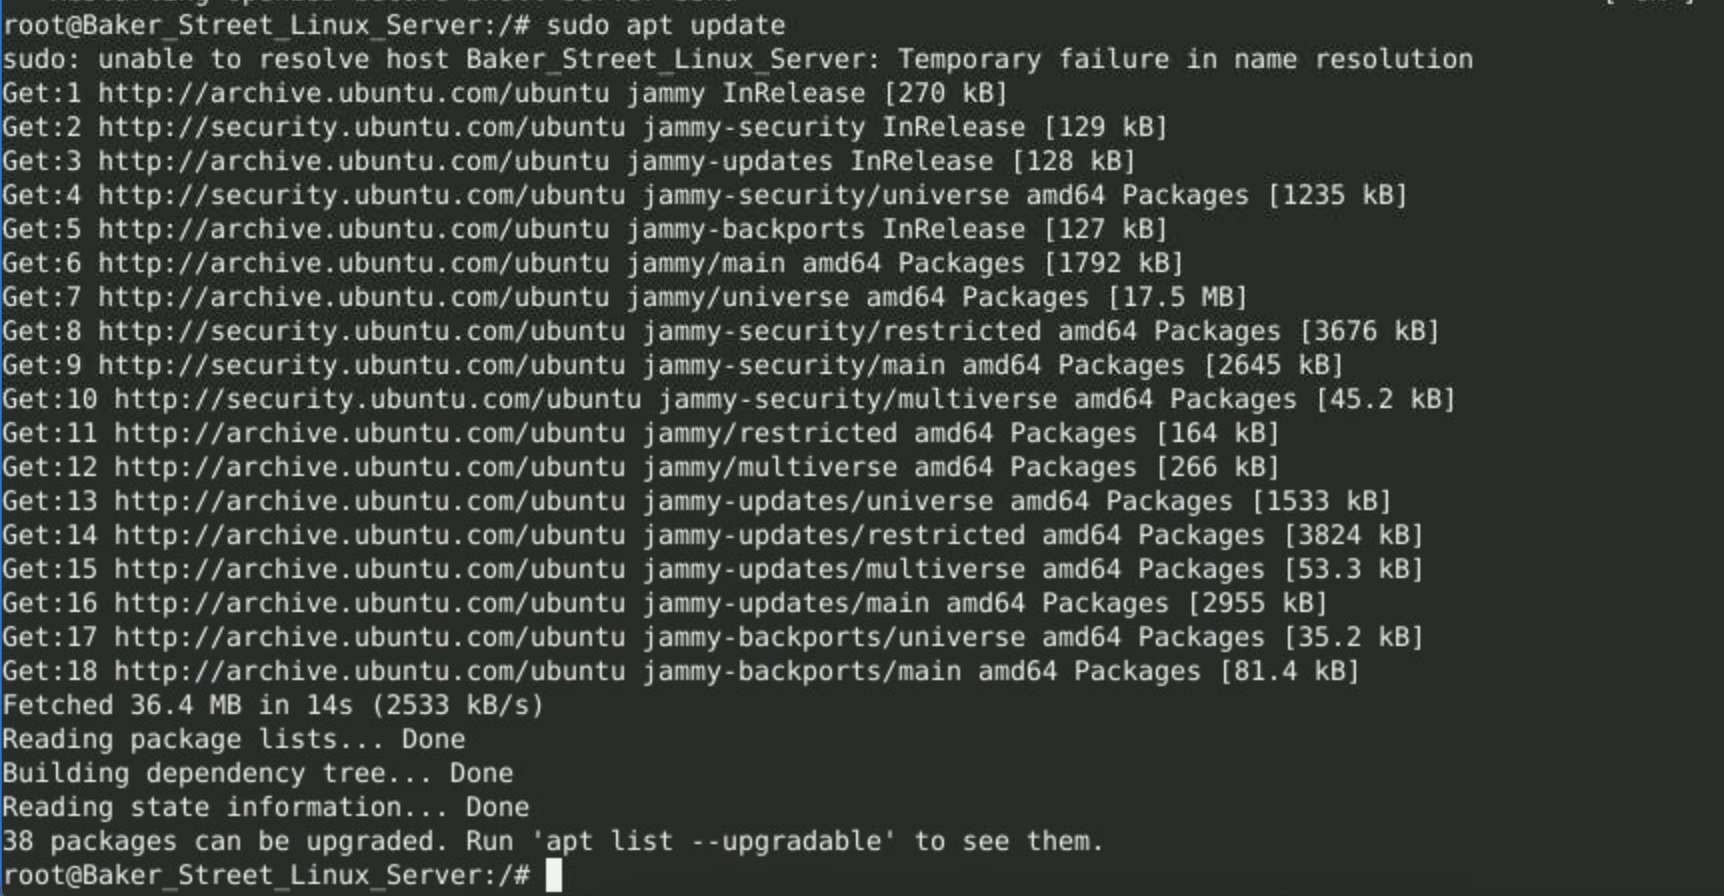 root@Baker_Street_Linux_Server:/# sudo apt update
sudo: unable to resolve host Baker_Street_Linux_Server: Temporary failure in name resolution
Get:1 http://archive.ubuntu.com/ubuntu jammy InRelease [270 kB]
Get:2 http://security.ubuntu.com/ubuntu jammy-security InRelease [129 kB]
Get:3 http://archive.ubuntu.com/ubuntu jammy-updates InRelease [128 kB]
Get:4 http://security.ubuntu.com/ubuntu jammy-security/universe amd64 Packages [1235 kB]
Get:5 http://archive.ubuntu.com/ubuntu jammy-backports InRelease [127 kB]
Get:6 http://archive.ubuntu.com/ubuntu jammy/main amd64 Packages [1792 kB]
Get:7 http://archive.ubuntu.com/ubuntu jammy/universe amd64 Packages [17.5 MB]
Get:8 http://security.ubuntu.com/ubuntu jammy-security/restricted amd64 Packages [3676 kB]
Get:9 http://security.ubuntu.com/ubuntu jammy-security/main amd64 Packages [2645 kB]
Get:10 http://security.ubuntu.com/ubuntu jammy-security/multiverse amd64 Packages [45.2 kB]
Get:11 http://archive.ubuntu.com/ubuntu jammy/restricted amd64 Packages [164 kB]
Get:12 http://archive.ubuntu.com/ubuntu jammy/multiverse amd64 Packages [266 kB]
Get:13 http://archive.ubuntu.com/ubuntu jammy-updates/universe amd64 Packages [1533 kB]
Get:14 http://archive.ubuntu.com/ubuntu jammy-updates/restricted amd64 Packages [3824 kB]
Get:15 http://archive.ubuntu.com/ubuntu jammy-updates/multiverse amd64 Packages [53.3 kB]
Get:16 http://archive.ubuntu.com/ubuntu jammy-updates/main amd64 Packages [2955 kB]
Get:17 http://archive.ubuntu.com/ubuntu jammy-backports/universe amd64 Packages [35.2 kB]
Get:18 http://archive.ubuntu.com/ubuntu jammy-backports/main amd64 Packages [81.4 kB]
Fetched 36.4 MB in 14s (2533 kB/s)
Reading package lists... Done
Building dependency tree... Done
Reading state information... Done
38 packages can be upgraded. Run 'apt list --upgradable' to see them.
root@Baker_Street_Linux_Server:/#